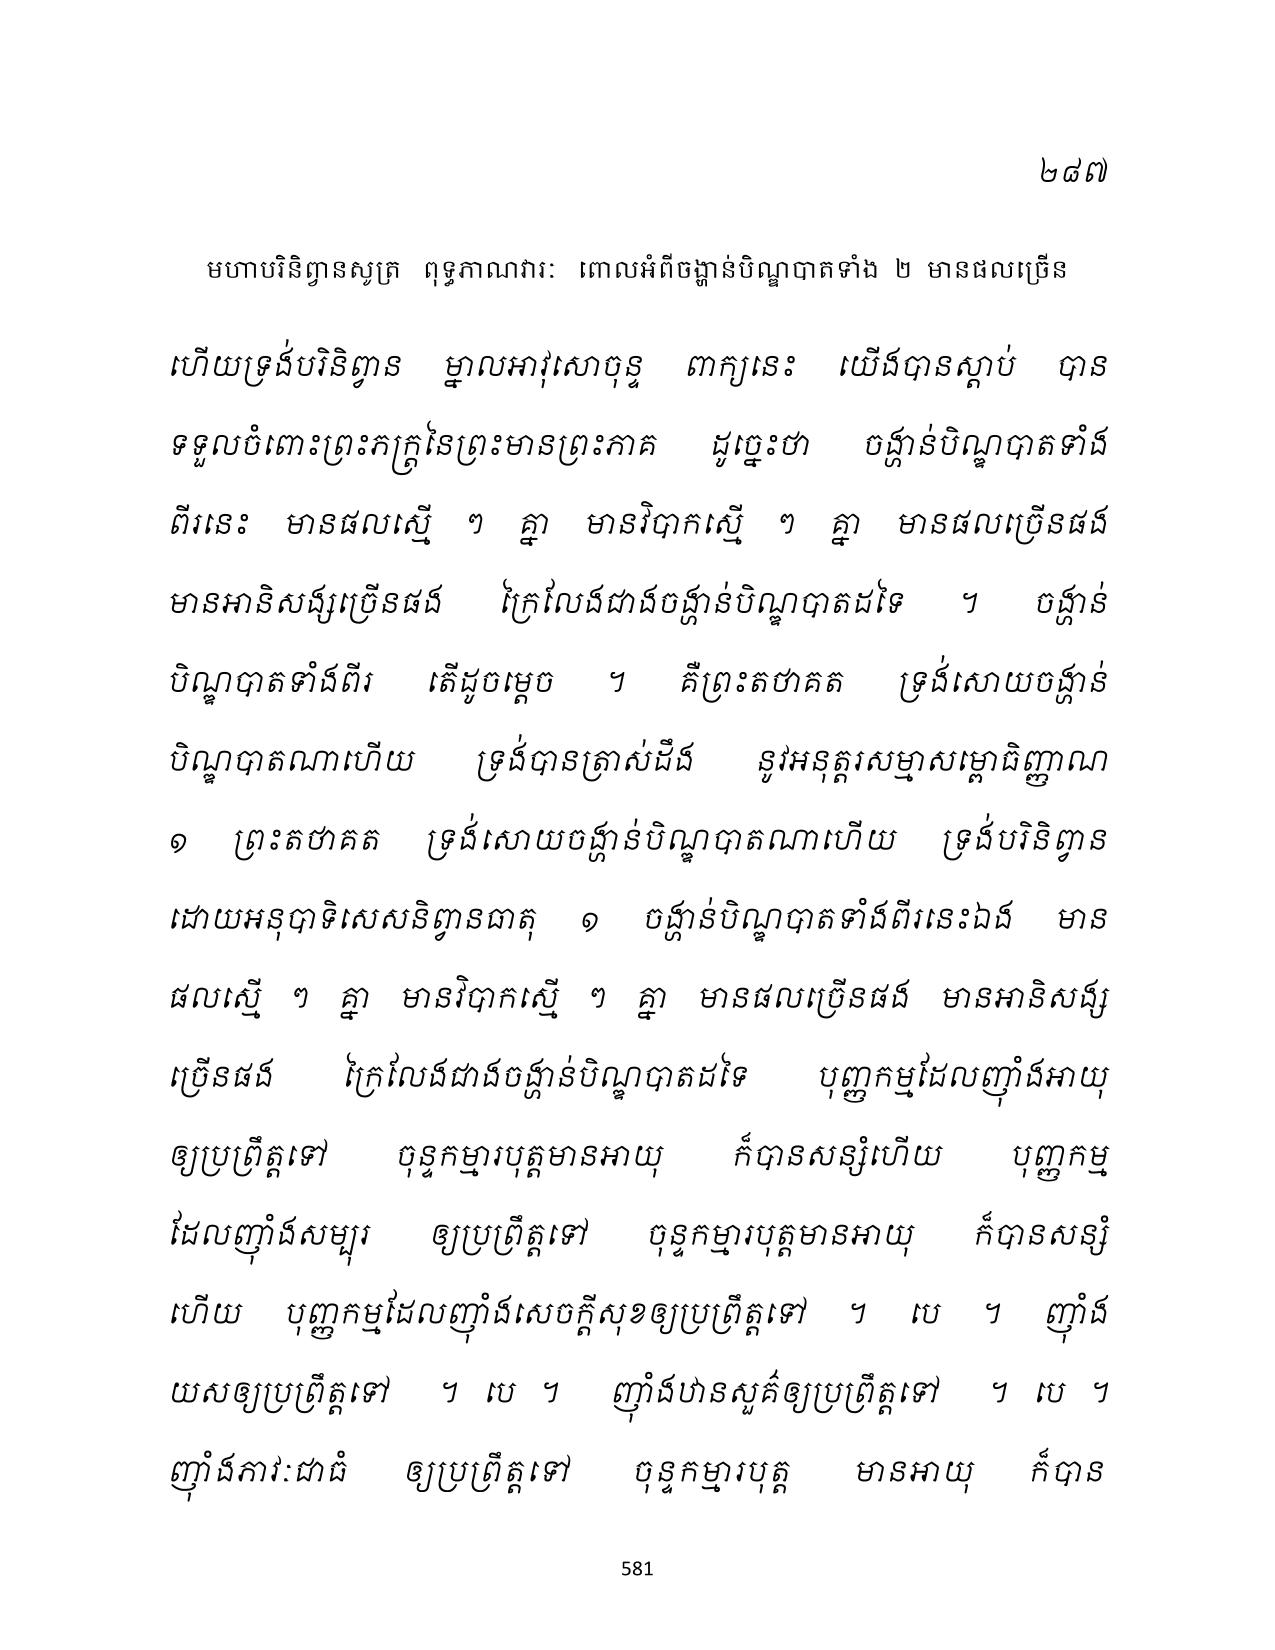 ២៨៧
មហាបរិនិព្វានសូត្រ ពុទ្ធភាណវារៈ ពោលអំពីចង្ហាន់បិណ្ឌបាតទាំង ២ មានផលច្រើន
ហើយទ្រង់បរិនិព្វាន ម្នាលអាវុសោចុន្ទ ពាក្យនេះ យើងបានស្តាប់ បាន
ទទួលចំពោះព្រះភក្ត្រនៃព្រះមានព្រះភាគ ដូច្នេះថា ចង្ហាន់បិណ្ឌបាតទាំង
ពីរនេះ មានផលស្មើ ៗ គ្នា មានវិបាកស្មើ ៗ គ្នា មានផលច្រើនផង
មានអានិសង្សច្រើនផង ក្រៃលែងជាងចង្ហាន់បិណ្ឌបាតដទៃ ។ ចង្ហាន់
បិណ្ឌបាតទាំងពីរ តើដូចម្តេច ។ គឺព្រះតថាគត ទ្រង់សោយចង្ហាន់
បិណ្ឌបាតណាហើយ ទ្រង់បានត្រាស់ដឹង នូវអនុត្តរសម្មាសម្ពោធិញ្ញាណ
១ ព្រះតថាគត ទ្រង់សោយចង្ហាន់បិណ្ឌបាតណាហើយ ទ្រង់បរិនិព្វាន
ដោយអនុបាទិសេសនិព្វានធាតុ ១ ចង្ហាន់បិណ្ឌបាតទាំងពីរនេះឯង មាន
ផលស្មើ ៗ គ្នា មានវិបាកស្មើ ៗ គ្នា មានផលច្រើនផង មានអានិសង្ស
ច្រើនផង ក្រៃលែងជាងចង្ហាន់បិណ្ឌបាតដទៃ បុញ្ញកម្មដែលញុំាងអាយុ
ឲ្យប្រព្រឹត្តទៅ ចុន្ទកម្មារបុត្តមានអាយុ ក៏បានសន្សំហើយ បុញ្ញកម្ម
ដែលញុំាងសម្បុរ ឲ្យប្រព្រឹត្តទៅ ចុន្ទកម្មារបុត្តមានអាយុ ក៏បានសន្សំ
ហើយ បុញ្ញកម្មដែលញុំាងសេចក្តីសុខឲ្យប្រព្រឹត្តទៅ ។ បេ ។ ញុំាង
យសឲ្យប្រព្រឹត្តទៅ ។ បេ ។ ញុំាងឋានសួគ៌ឲ្យប្រព្រឹត្តទៅ ។ បេ ។
ញុំាងភាវៈជាធំ ឲ្យប្រព្រឹត្តទៅ ចុន្ទកម្មារបុត្ត មានអាយុ ក៏បាន
581